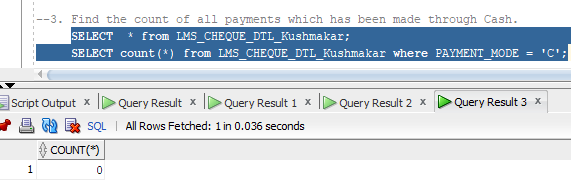 --3. Find the count of all payments which has been made through Cash.
SELECT * from LMS_CHEQUE_DTL_Kushmakar;
SELECT count(*) from LMS_CHEQUE_DTL_Kushmakar where PAYMENT_MODE = 'C';
Script Output x Query Result x Query Result 1 x Query Result 2 x Query Result 3 x
SQL | All Rows Fetched: 1 in 0.036 seconds
COUNT(*)
1 0